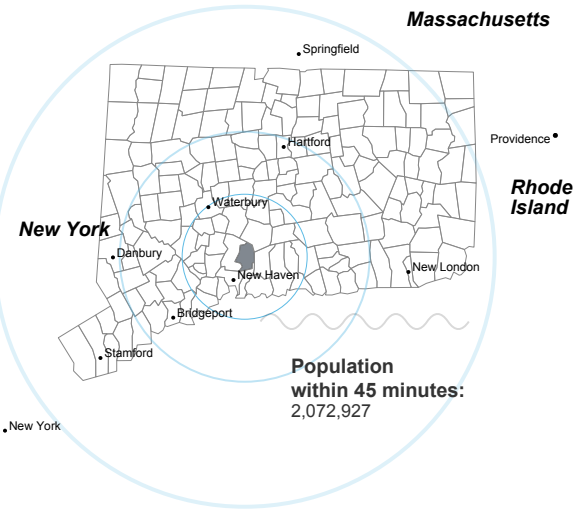 Massachusetts
Springfield
Providence
Hartford
Rhode
Island
Waterbury
New York
Danbury
New Haven
New London
Bridgeport
Stamford
Population
within 45 minutes:
2,072,927
New York